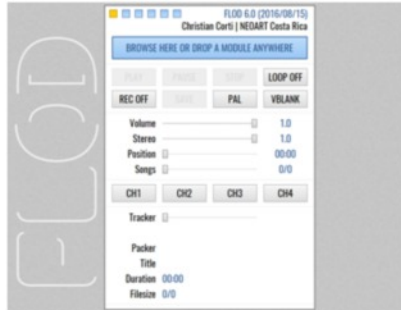 FLOD 6.0 (2016/08/15)
Christian Corti | NEOART Costa Rica
BROWSE HERE OR DROP A MODULE ANYWHERE
PLAY PAUSE STOP LOOP OFF
REC OFF SAVE PAL VBLANK
Volume 1.0
Stereo 1.0
Position 00:00
Songs 0/0
CH1 CH2 CH3 CH4
Tracker
Packer
Title
Duration 00:00
Filesize 0/0
FLOD